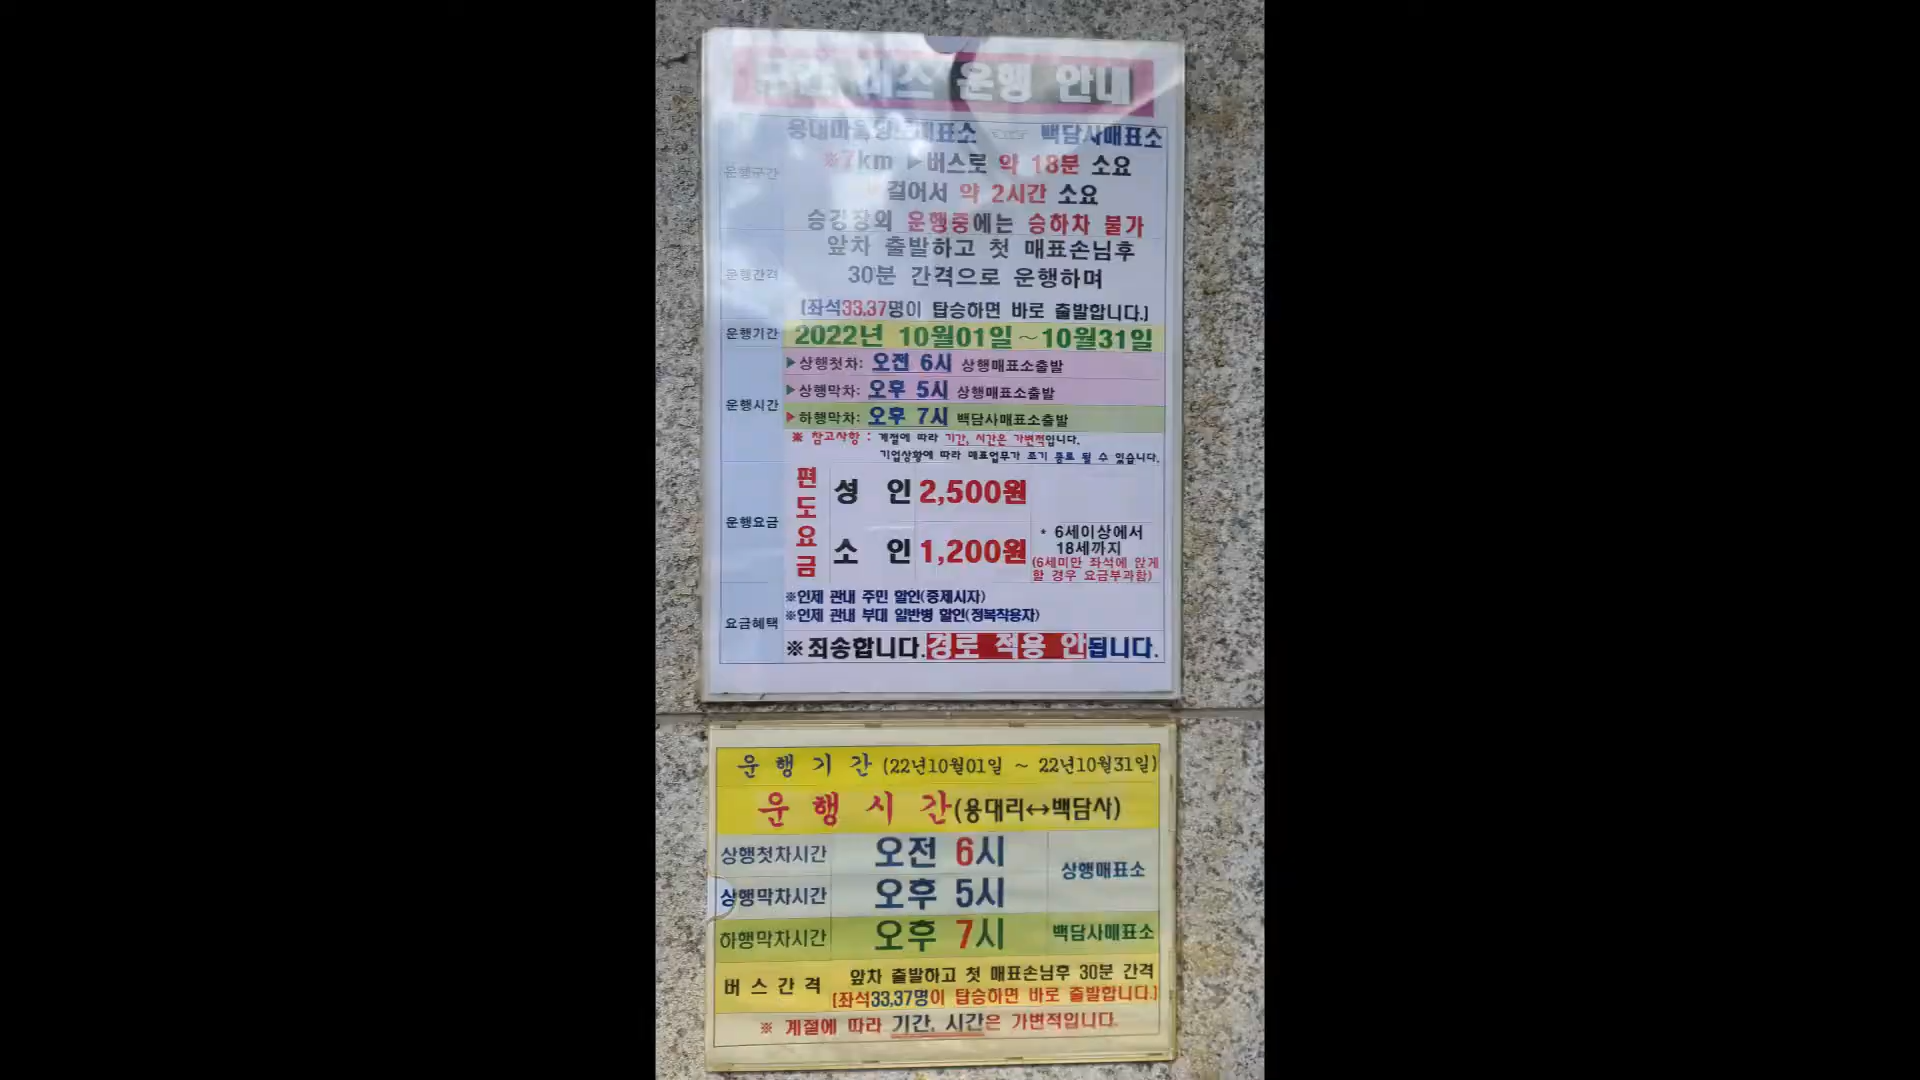 버스 운행 안내
용대마을 매표소 백담사매표소
운행구간
※7km ▶버스로 약 18분 소요
걸어서 약 2시간 소요
승강장외 운행중에는 승하차 불가
앞차 출발하고 첫 매표손님후
운행간격
30분 간격으로 운행하며
(좌석33,37명이 탑승하면 바로 출발합니다.)
운행기간 2022년 10월01일~10월31일
▶상행첫차: 오전 6시 상행매표소출발
▶상행막차: 오후 5시 상행매표소출발
운행시간
▶하행막차: 오후 7시 백담사매표소출발
※ 참고사항 : 계절에 따라 기간, 시간은 가변적입니다.
기업상황에 따라 매표업무가 조기 종료 될 수 있습니다.
운행요금
편도요금
성 인 2,500원
소 인 1,200원
* 6세이상에서
18세까지
(6세미만 좌석에 앉게
할 경우 요금부과함)
요금혜택
※인제 관내 주민 할인(증제시자)
※인제 관내 부대 일반병 할인(정복착용자)
※죄송합니다.경로 적용 안됩니다.
운행기간 (22년10월01일 ~ 22년10월31일)
운행시간(용대리↔백담사)
상행첫차시간 오전 6시
상행매표소
상행막차시간 오후 5시
하행막차시간 오후 7시 백담사매표소
버스간격
앞차 출발하고 첫 매표손님후 30분 간격
(좌석33,37명이 탑승하면 바로 출발합니다.)
※ 계절에 따라 기간, 시간은 가변적입니다.